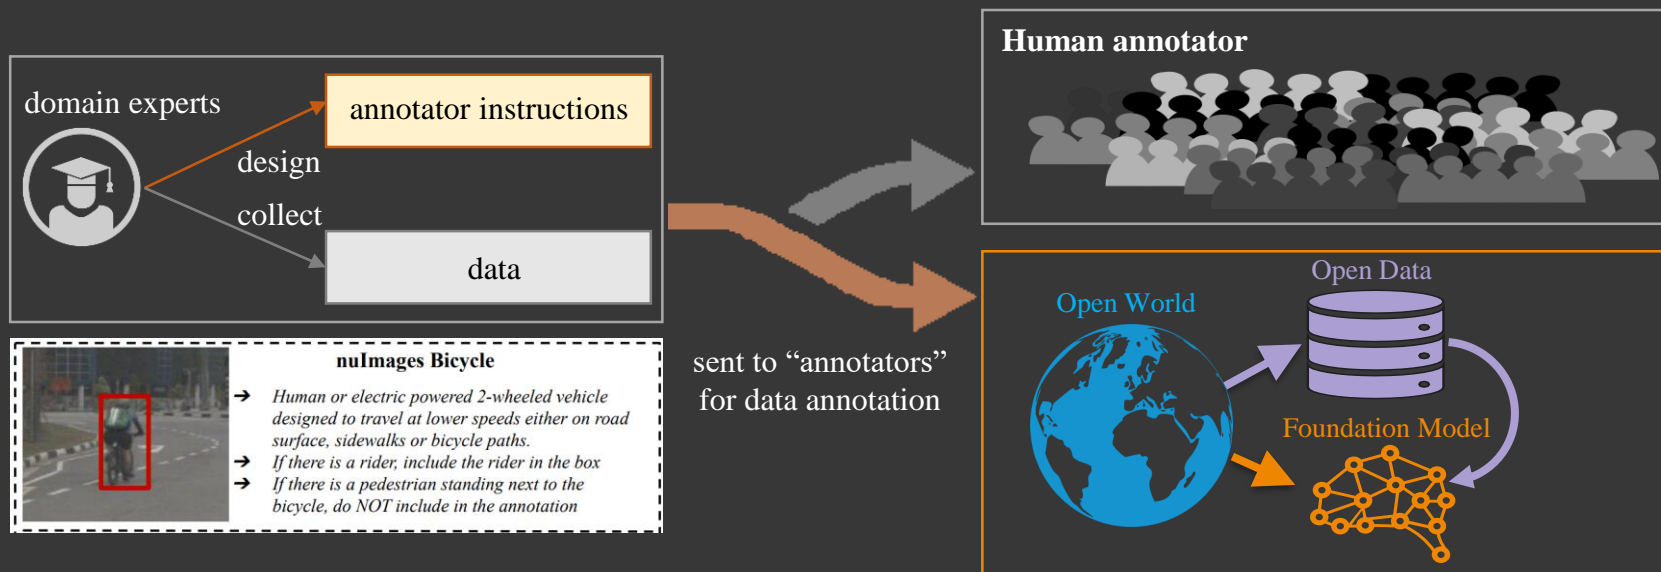 domain experts
annotator instructions
design
collect
data
nuImages Bicycle
➔ Human or electric powered 2-wheeled vehicle
designed to travel at lower speeds either on road
surface, sidewalks or bicycle paths.
➔ If there is a rider, include the rider in the box
➔ If there is a pedestrian standing next to the
bicycle, do NOT include in the annotation
sent to “annotators”
for data annotation
Human annotator
Open Data
Open World
Foundation Model